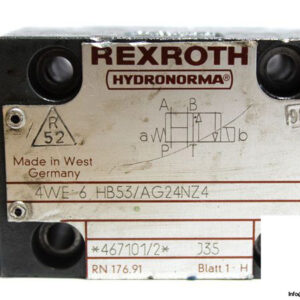 REXROTH
HYDRONORMA®
A B
a b
P T
R
52
Made in West
Germany
4WE 6 HB53/AG24NZ4
*467101/2* J35
RN 176.91 Blatt 1 - H